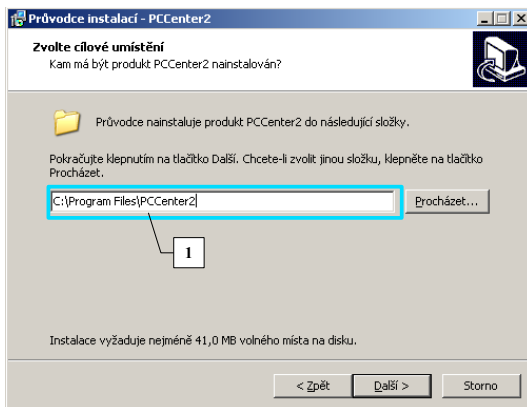 Průvodce instalací - PCCenter2
Zvolte cílové umístění
Kam má být produkt PCCenter2 nainstalován?
Průvodce nainstaluje produkt PCCenter2 do následující složky.
Pokračujte klepnutím na tlačítko Další. Chcete-li zvolit jinou složku, klepněte na tlačítko
Procházet.
C:\Program Files\PCCenter2
Procházet...
1
Instalace vyžaduje nejméně 41,0 MB volného místa na disku.
< Zpět
Další >
Storno